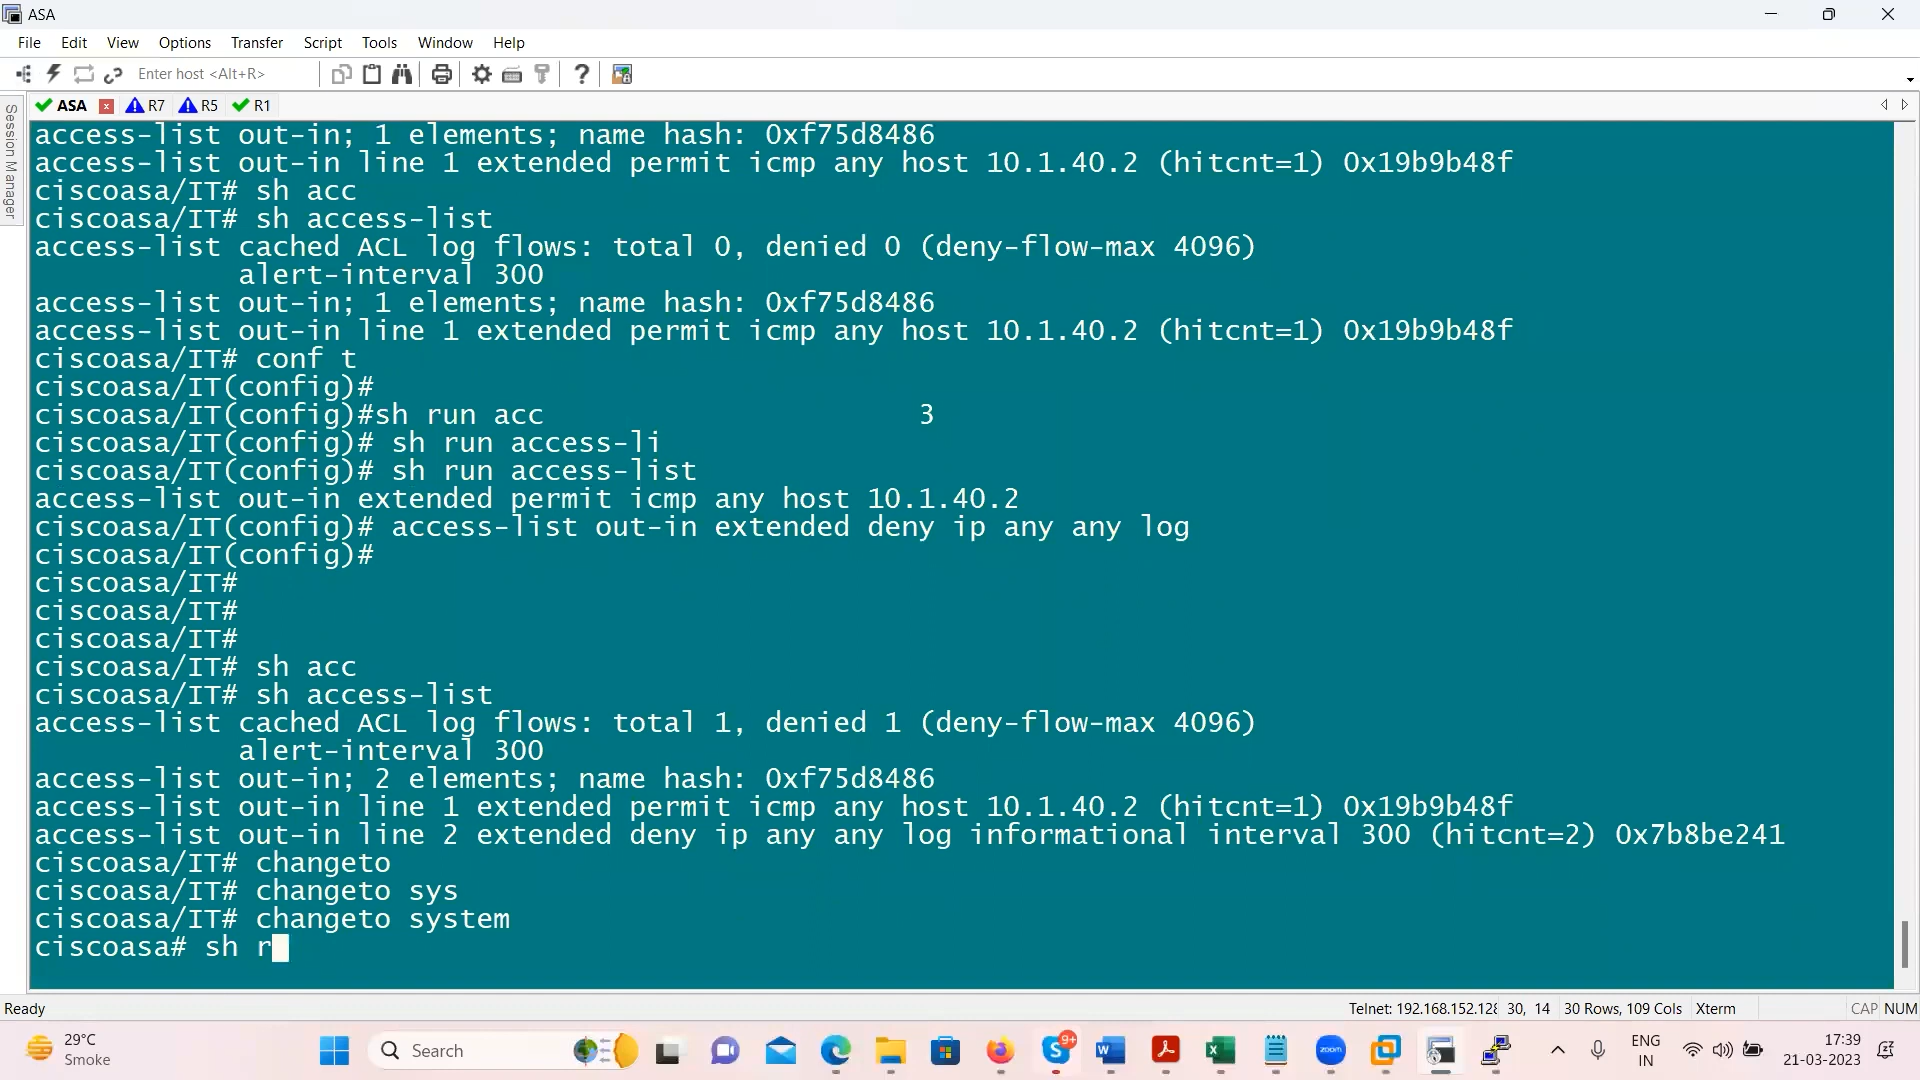 ASA
File Edit View Options Transfer Script Tools Window Help
Enter host <Alt+R>
ASA R7 R5 R1
Session Manager
access-list out-in; 1 elements; name hash: 0xf75d8486
access-list out-in line 1 extended permit icmp any host 10.1.40.2 (hitcnt=1) 0x19b9b48f
ciscoasa/IT# sh acc
ciscoasa/IT# sh access-list
access-list cached ACL log flows: total 0, denied 0 (deny-flow-max 4096)
alert-interval 300
access-list out-in; 1 elements; name hash: 0xf75d8486
access-list out-in line 1 extended permit icmp any host 10.1.40.2 (hitcnt=1) 0x19b9b48f
ciscoasa/IT# conf t
ciscoasa/IT(config)#
ciscoasa/IT(config)#sh run acc 3
ciscoasa/IT(config)# sh run access-li
ciscoasa/IT(config)# sh run access-list
access-list out-in extended permit icmp any host 10.1.40.2
ciscoasa/IT(config)# access-list out-in extended deny ip any any log
ciscoasa/IT(config)#
ciscoasa/IT#
ciscoasa/IT#
ciscoasa/IT#
ciscoasa/IT# sh acc
ciscoasa/IT# sh access-list
access-list cached ACL log flows: total 1, denied 1 (deny-flow-max 4096)
alert-interval 300
access-list out-in; 2 elements; name hash: 0xf75d8486
access-list out-in line 1 extended permit icmp any host 10.1.40.2 (hitcnt=1) 0x19b9b48f
access-list out-in line 2 extended deny ip any any log informational interval 300 (hitcnt=2) 0x7b8be241
ciscoasa/IT# changeto
ciscoasa/IT# changeto sys
ciscoasa/IT# changeto system
ciscoasa# sh r
Ready Telnet: 192.168.152.128 30, 14 30 Rows, 109 Cols Xterm CAP NUM
29°C
Smoke
Search
9+
zoom
ENG
IN
17:39
21-03-2023